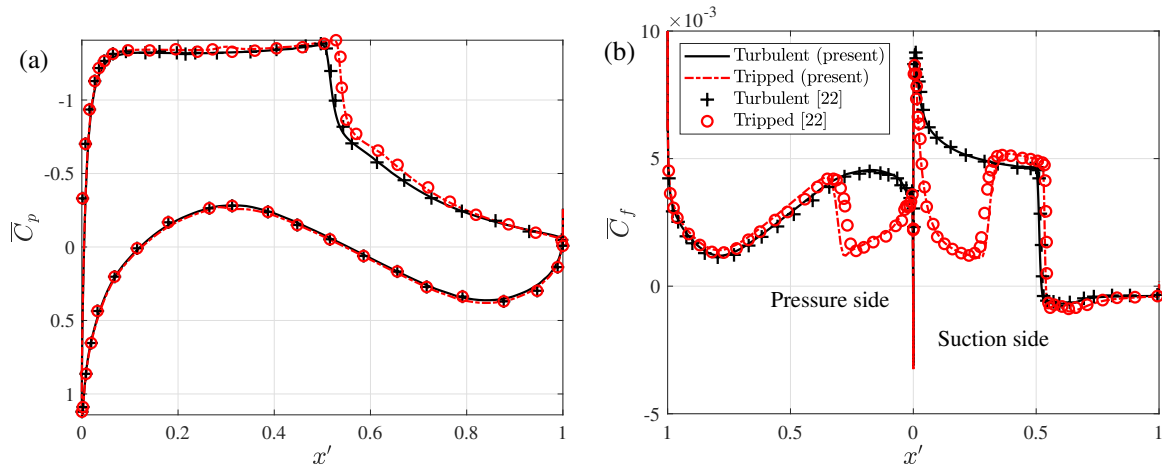 (a)
-1
-0.5
0
0.5
1
C̅_p
0 0.2 0.4 0.6 0.8 1
x′
(b)
×10⁻³
10
5
0
-5
C̅_f
Turbulent (present)
Tripped (present)
Turbulent [22]
Tripped [22]
Pressure side
Suction side
1 0.5 0 0.5 1
x′